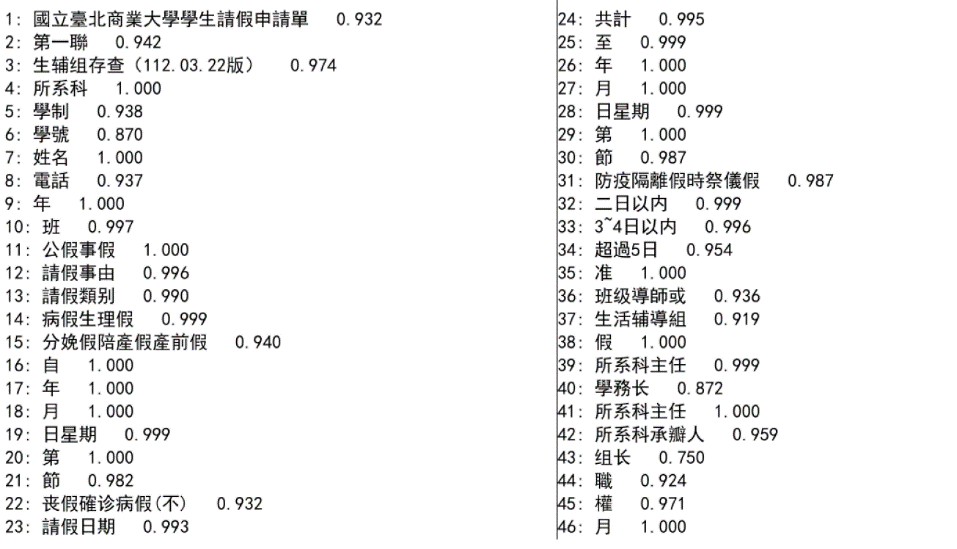 1: 國立臺北商業大學學生請假申請單 0.932
2: 第一聯 0.942
3: 生辅组存查（112.03.22版） 0.974
4: 所系科 1.000
5: 學制 0.938
6: 學號 0.870
7: 姓名 1.000
8: 電話 0.937
9: 年 1.000
10: 班 0.997
11: 公假事假 1.000
12: 請假事由 0.996
13: 請假類别 0.990
14: 病假生理假 0.999
15: 分娩假陪產假產前假 0.940
16: 自 1.000
17: 年 1.000
18: 月 1.000
19: 日星期 0.999
20: 第 1.000
21: 節 0.982
22: 丧假確诊病假(不) 0.932
23: 請假日期 0.993
24: 共計 0.995
25: 至 0.999
26: 年 1.000
27: 月 1.000
28: 日星期 0.999
29: 第 1.000
30: 節 0.987
31: 防疫隔離假時祭儀假 0.987
32: 二日以内 0.999
33: 3~4日以内 0.996
34: 超過5日 0.954
35: 准 1.000
36: 班级導師或 0.936
37: 生活辅導組 0.919
38: 假 1.000
39: 所系科主任 0.999
40: 學務长 0.872
41: 所系科主任 1.000
42: 所系科承瓣人 0.959
43: 组长 0.750
44: 職 0.924
45: 權 0.971
46: 月 1.000